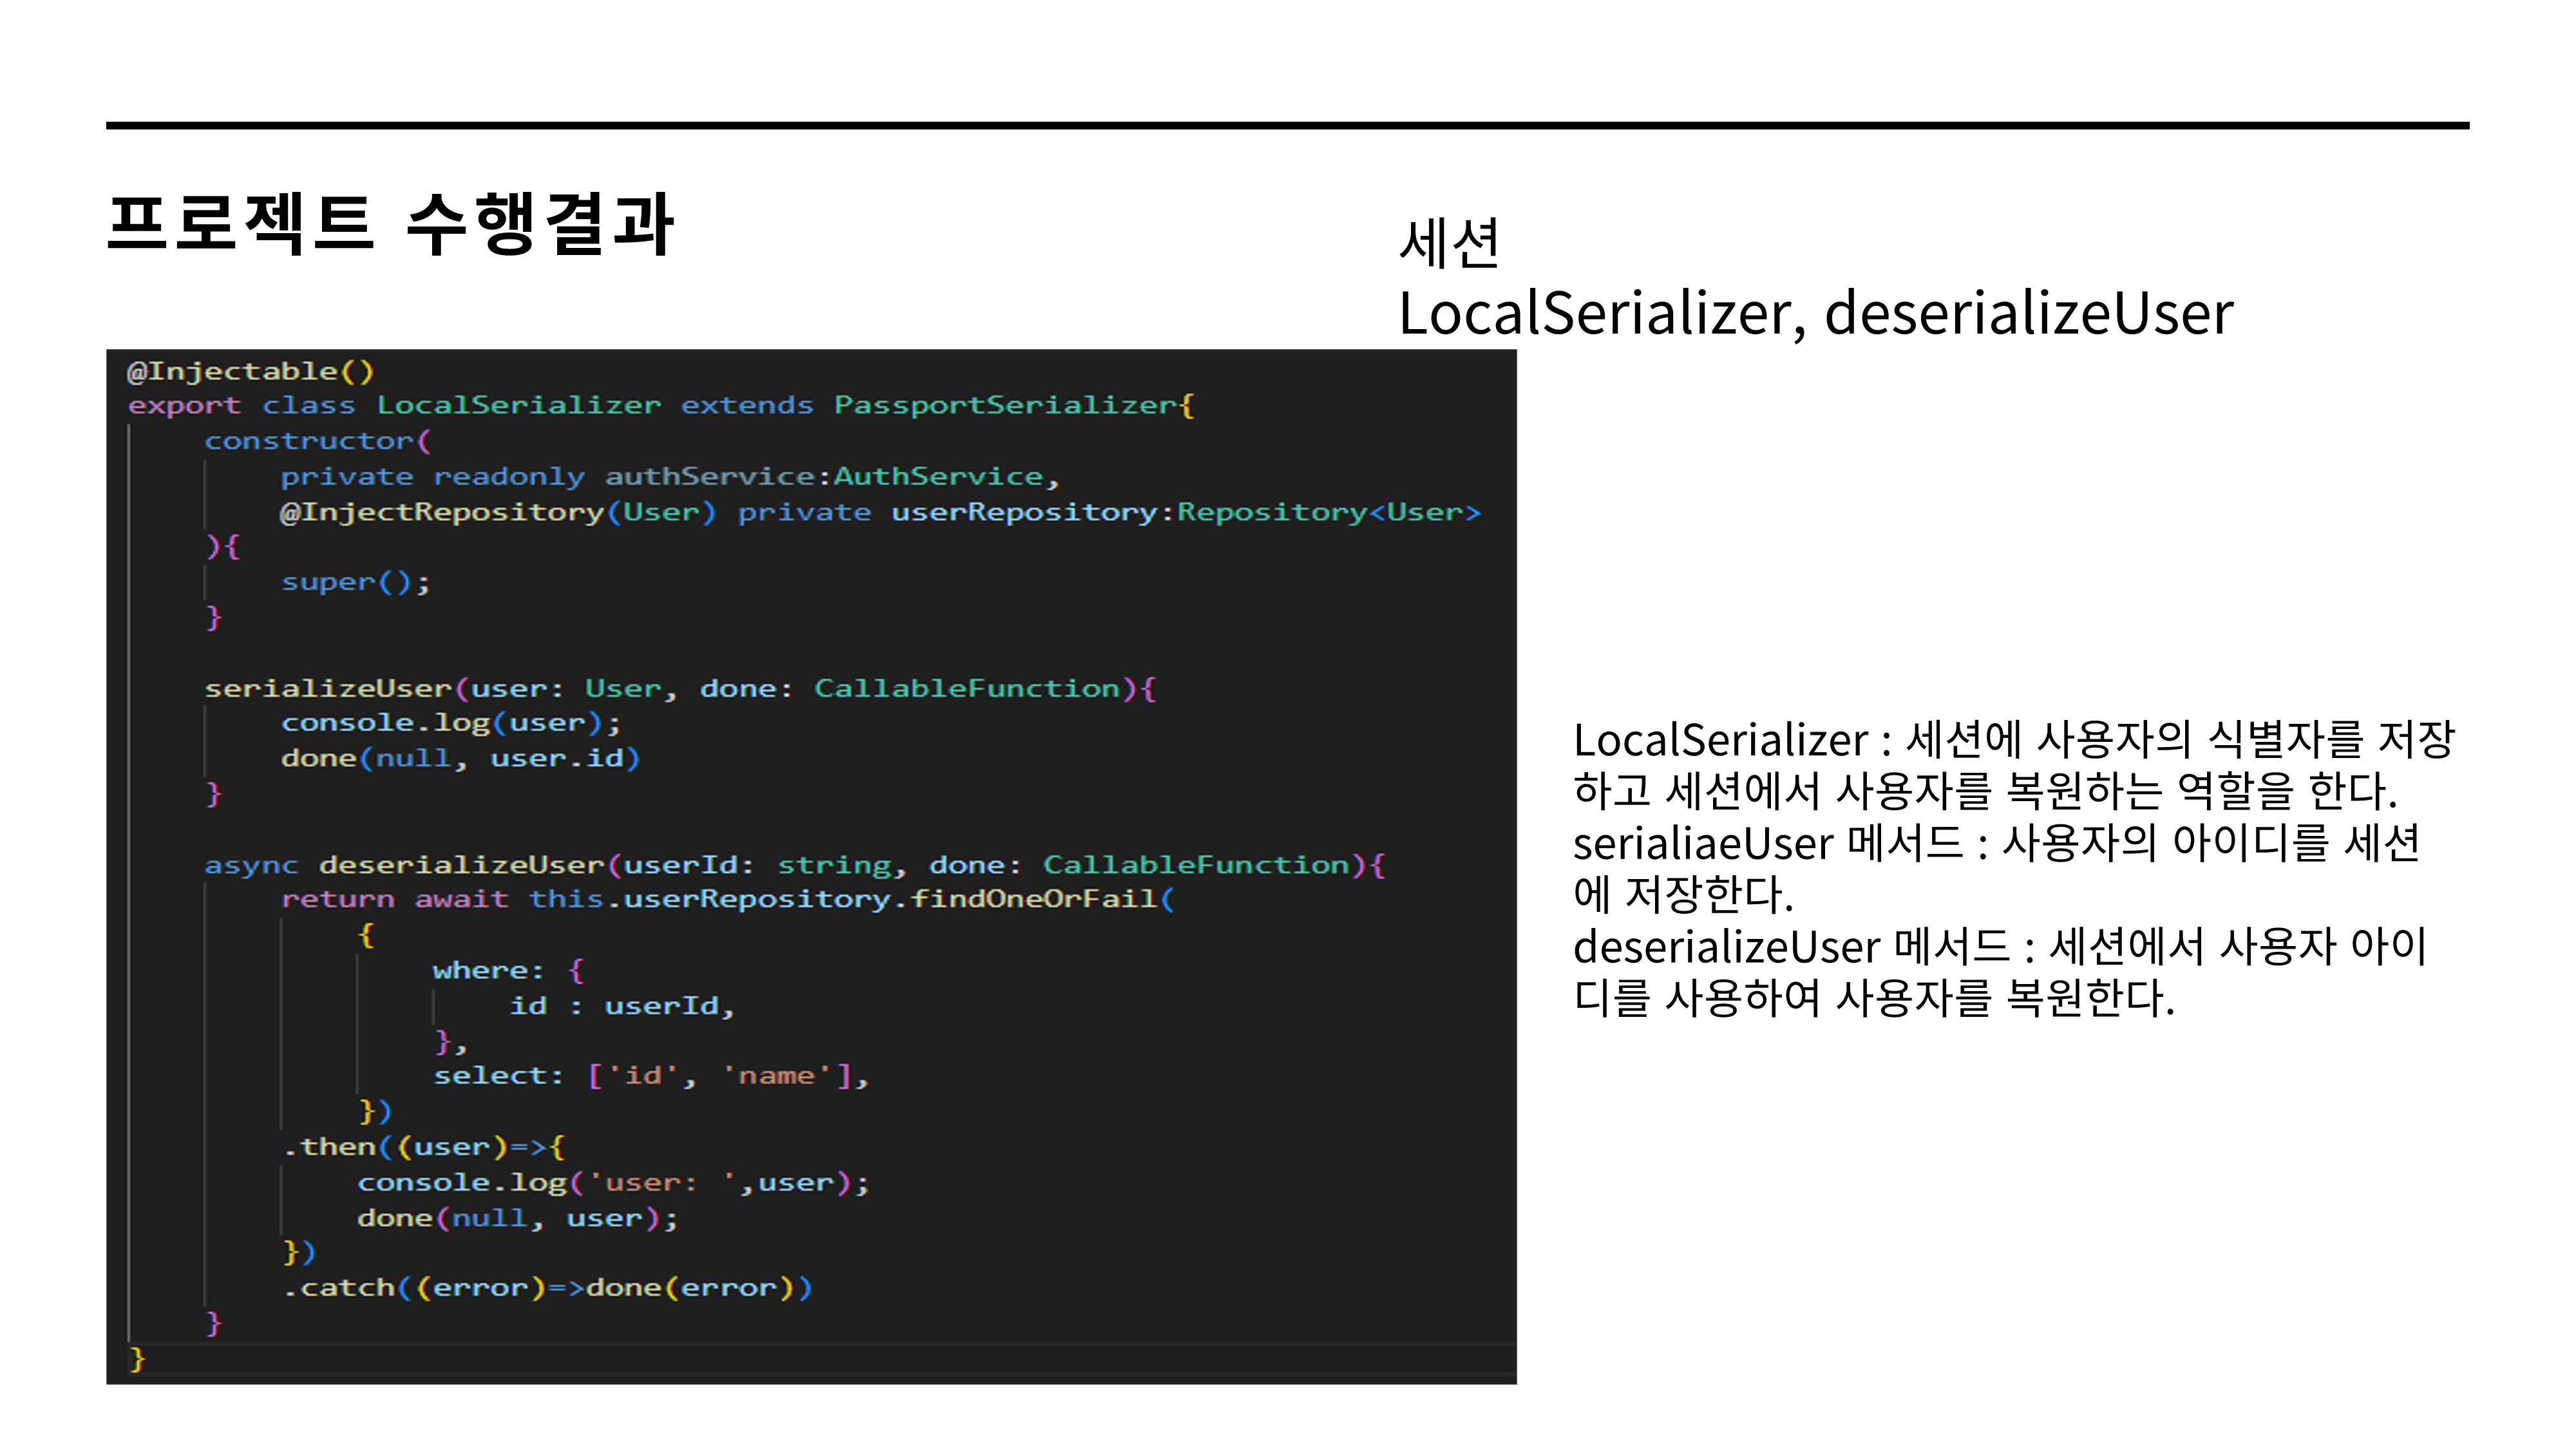 프로젝트 수행결과
세션
LocalSerializer, deserializeUser
@Injectable()
export class LocalSerializer extends PassportSerializer{
    constructor(
        private readonly authService:AuthService,
        @InjectRepository(User) private userRepository:Repository<User>
    ){
        super();
    }

    serializeUser(user: User, done: CallableFunction){
        console.log(user);
        done(null, user.id)
    }

    async deserializeUser(userId: string, done: CallableFunction){
        return await this.userRepository.findOneOrFail(
            {
                where: {
                    id : userId,
                },
                select: ['id', 'name'],
            })
        .then((user)=>{
            console.log('user: ',user);
            done(null, user);
        })
        .catch((error)=>done(error))
    }
}
LocalSerializer : 세션에 사용자의 식별자를 저장
하고 세션에서 사용자를 복원하는 역할을 한다.
serialiaeUser 메서드 : 사용자의 아이디를 세션
에 저장한다.
deserializeUser 메서드 : 세션에서 사용자 아이
디를 사용하여 사용자를 복원한다.